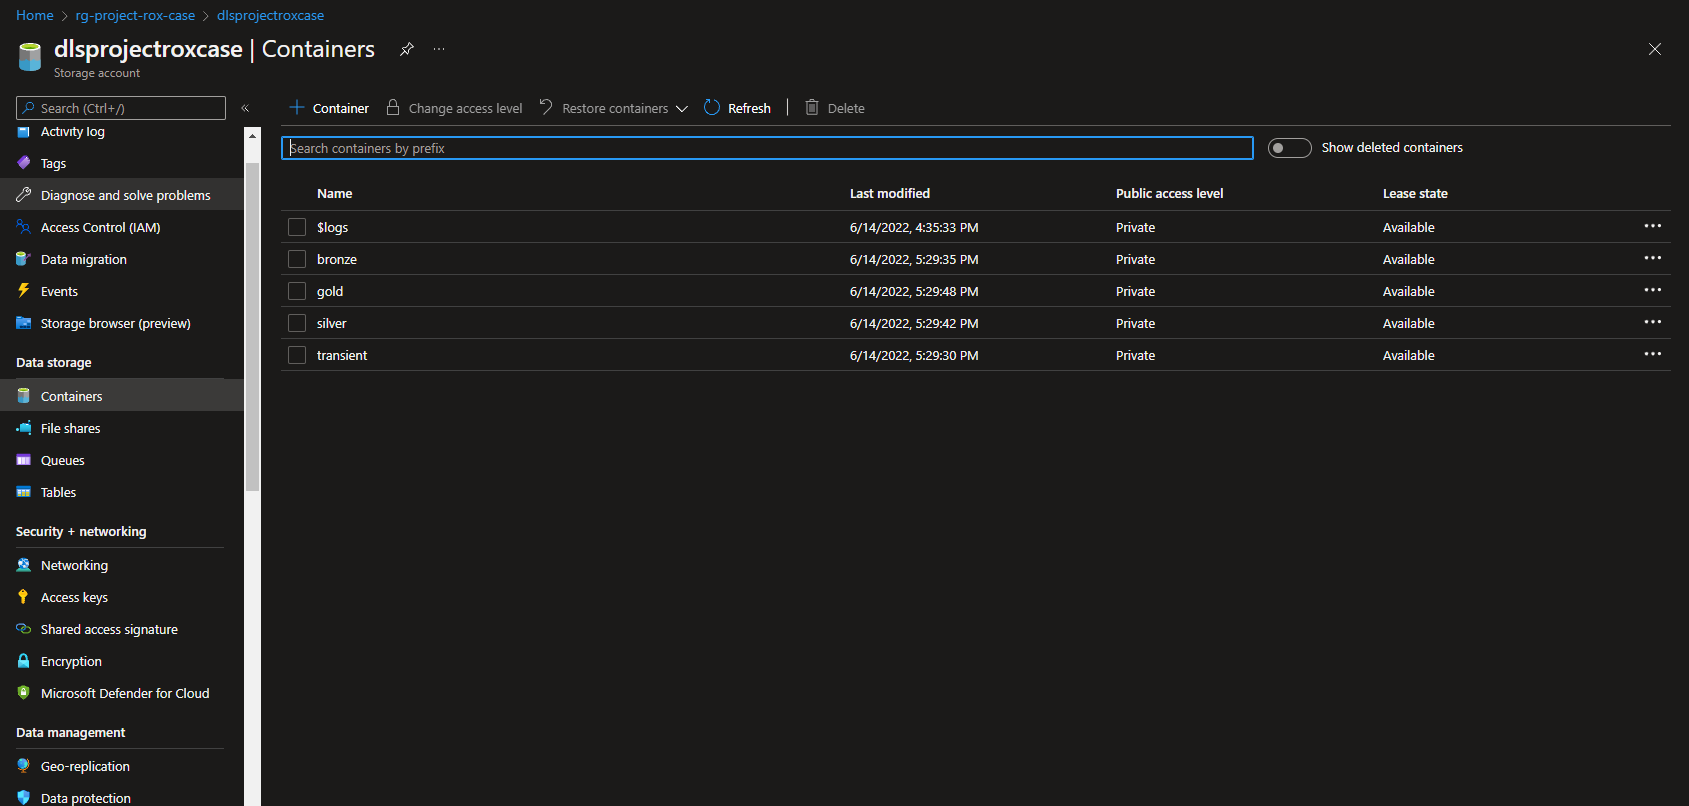 Home > rg-project-rox-case > dlsprojectroxcase
dlsprojectroxcase | Containers ...
Storage account
Search (Ctrl+/) «
Activity log
Tags
Diagnose and solve problems
Access Control (IAM)
Data migration
Events
Storage browser (preview)
Data storage
Containers
File shares
Queues
Tables
Security + networking
Networking
Access keys
Shared access signature
Encryption
Microsoft Defender for Cloud
Data management
Geo-replication
Data protection
+ Container Change access level Restore containers Refresh | Delete
Search containers by prefix Show deleted containers
Name Last modified Public access level Lease state
$logs 6/14/2022, 4:35:33 PM Private Available ...
bronze 6/14/2022, 5:29:35 PM Private Available ...
gold 6/14/2022, 5:29:48 PM Private Available ...
silver 6/14/2022, 5:29:42 PM Private Available ...
transient 6/14/2022, 5:29:30 PM Private Available ...